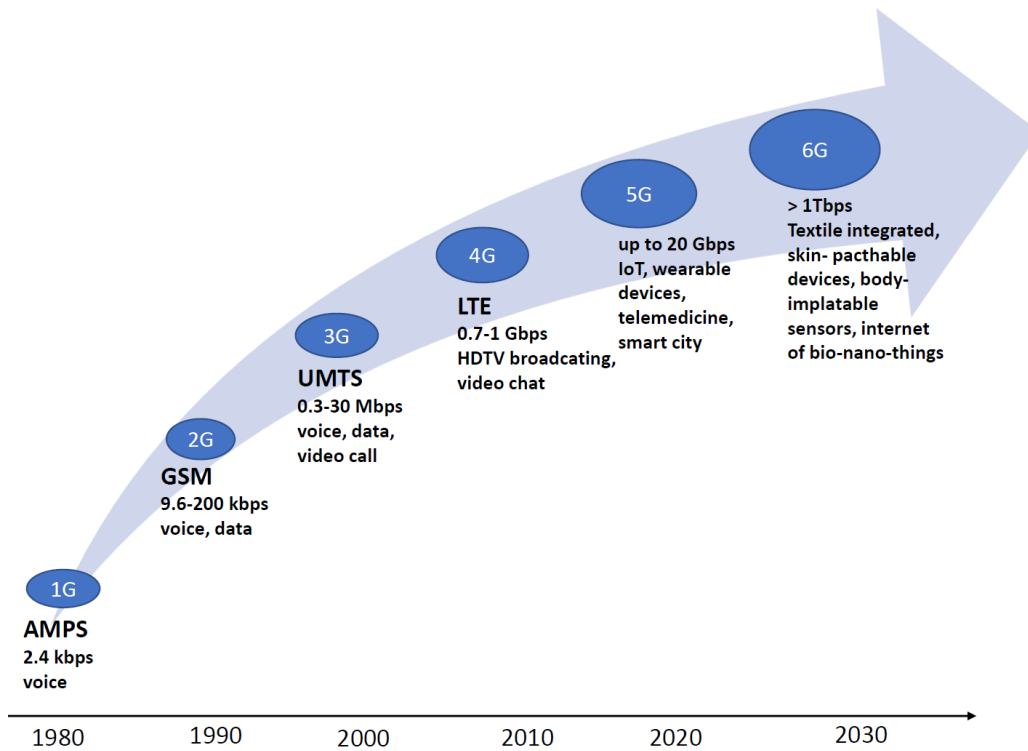 1G
AMPS
2.4 kbps
voice
2G
GSM
9.6-200 kbps
voice, data
3G
UMTS
0.3-30 Mbps
voice, data,
video call
4G
LTE
0.7-1 Gbps
HDTV broadcating,
video chat
5G
up to 20 Gbps
IoT, wearable
devices,
telemedicine,
smart city
6G
> 1Tbps
Textile integrated,
skin- pacthable
devices, body-
implatable
sensors, internet
of bio-nano-things
1980 1990 2000 2010 2020 2030